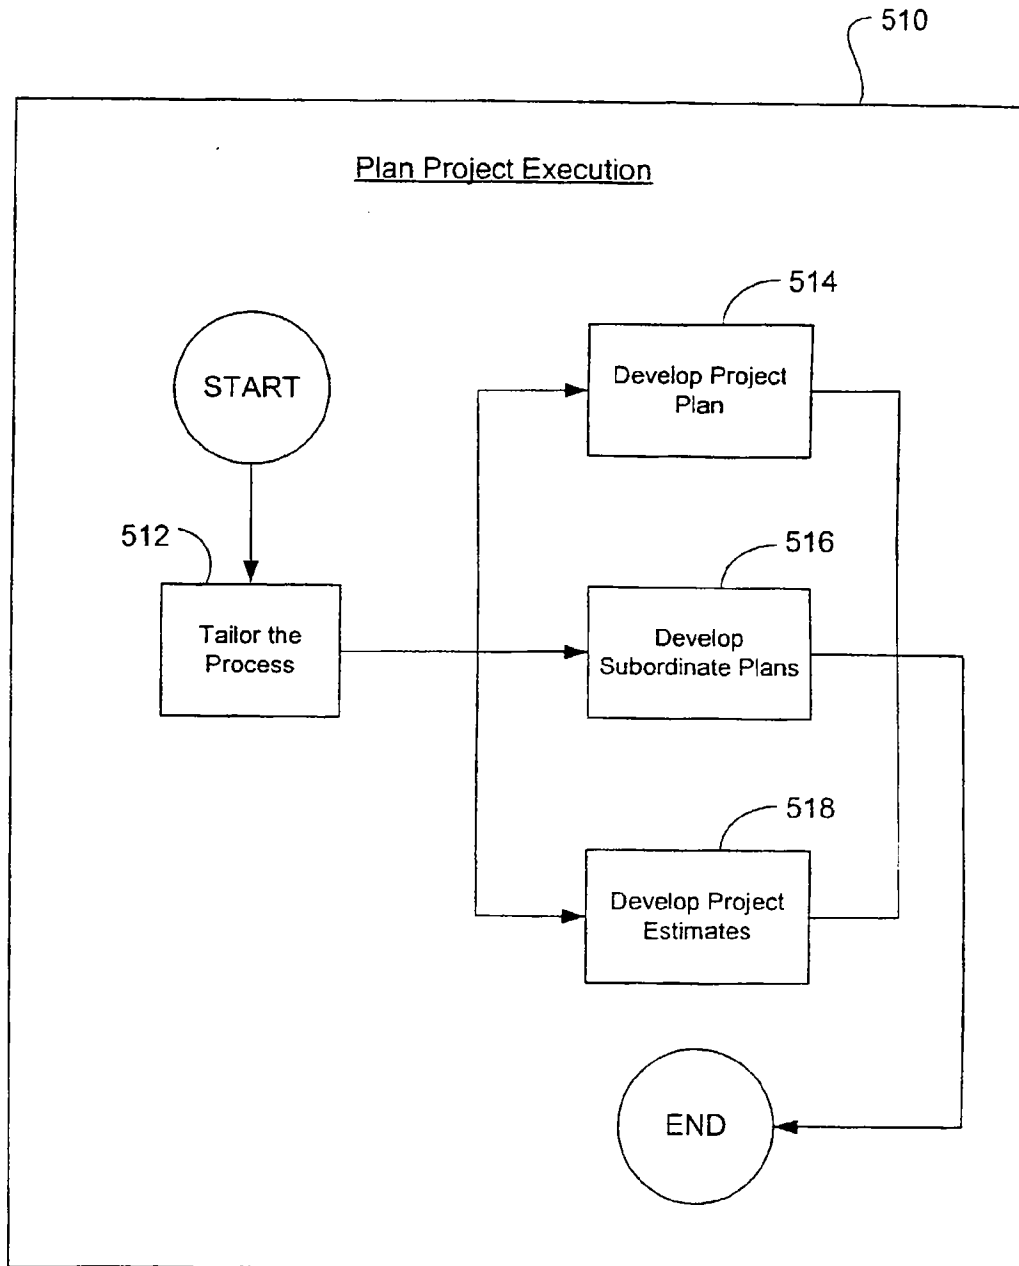 510
Plan Project Execution
514
Develop Project
Plan
START
512
Tailor the
Process
516
Develop
Subordinate Plans
518
Develop Project
Estimates
END